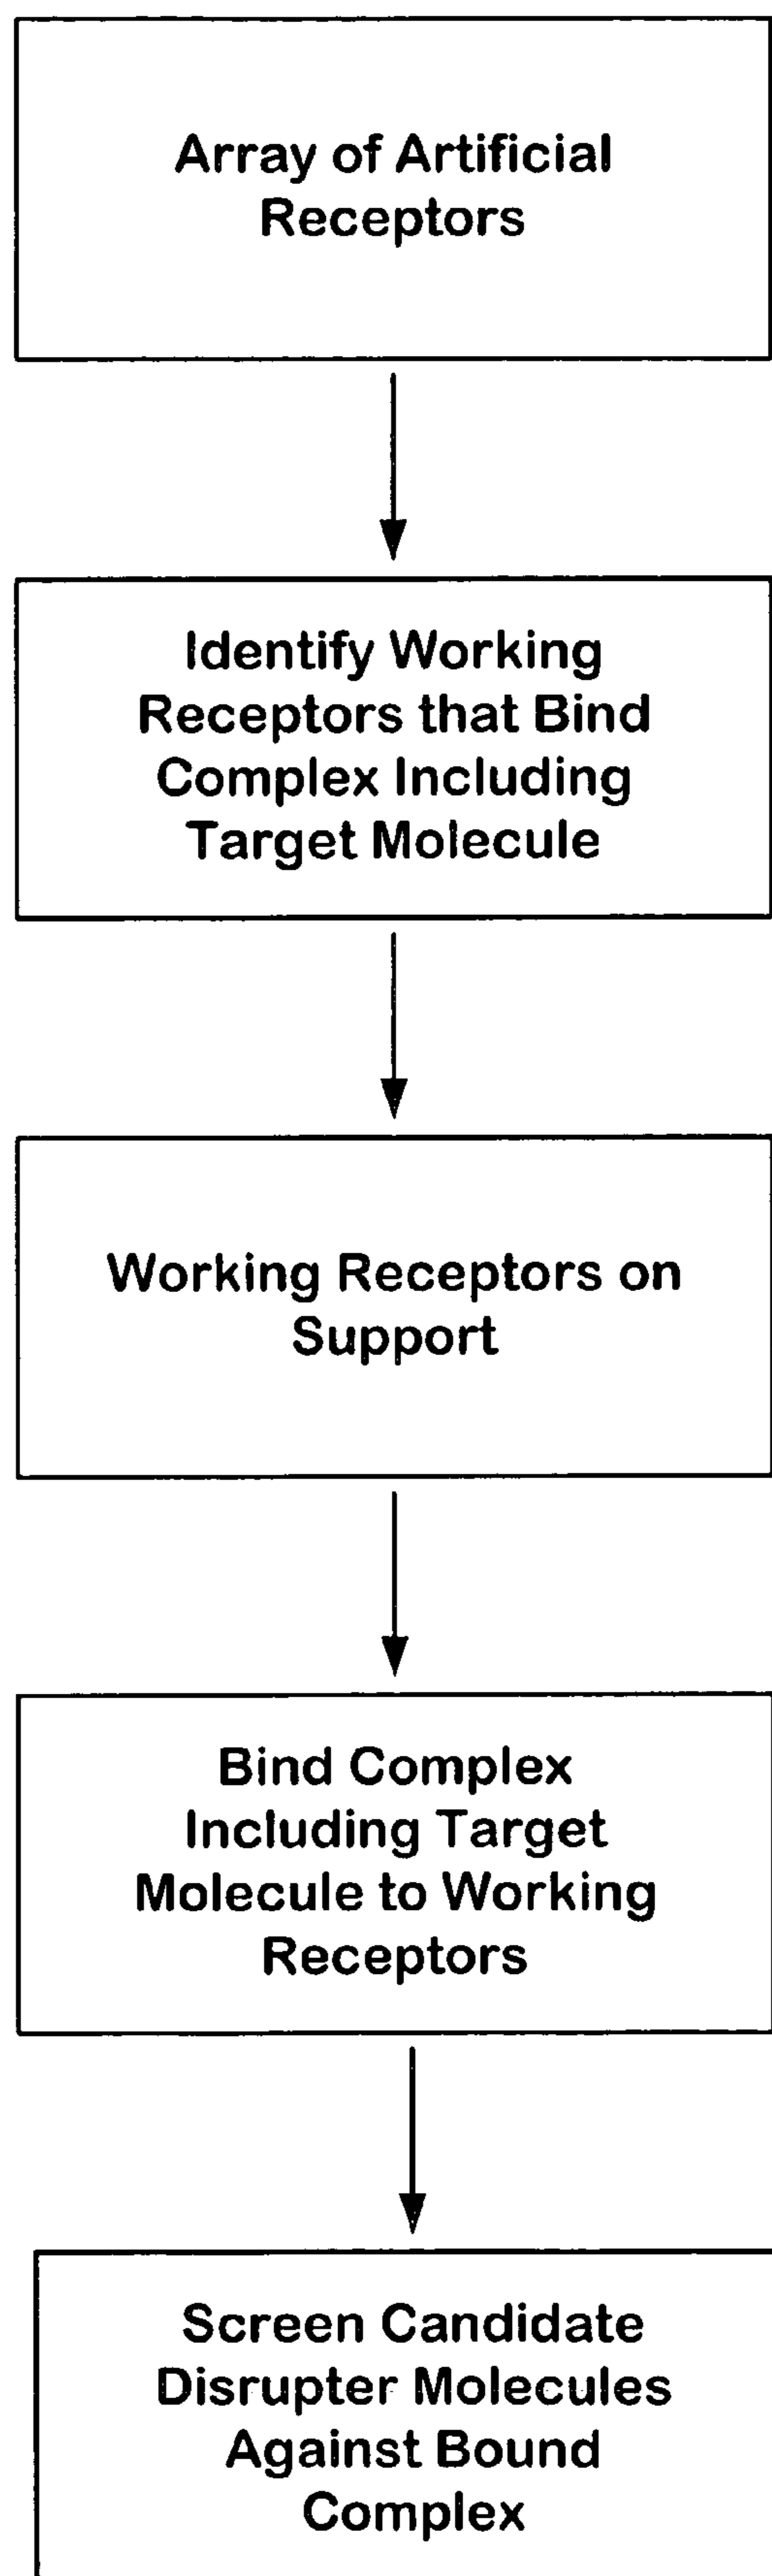 Array of Artificial
Receptors
Identify Working
Receptors that Bind
Complex Including
Target Molecule
Working Receptors on
Support
Bind Complex
Including Target
Molecule to Working
Receptors
Screen Candidate
Disrupter Molecules
Against Bound
Complex